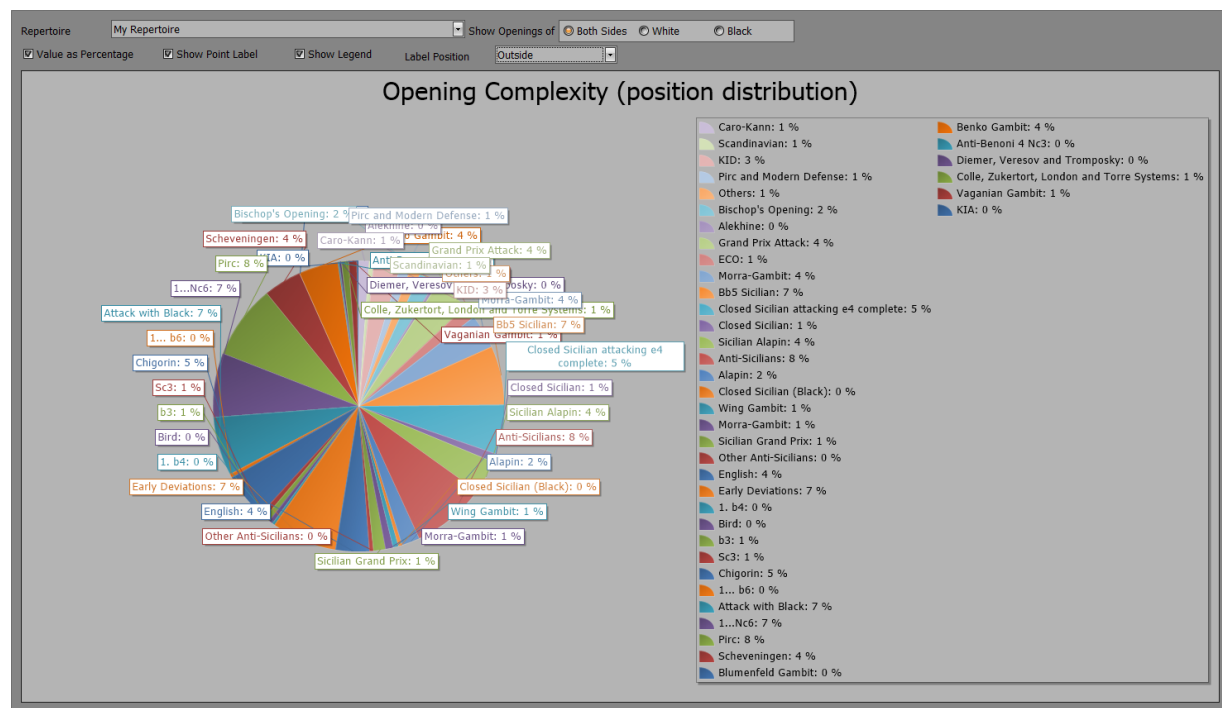 Repertoire My Repertoire Show Openings of Both Sides White Black
Value as Percentage Show Point Label Show Legend Label Position Outside
Opening Complexity (position distribution)
Bishop's Opening: 2 %
Pirc and Modern Defense: 1 %
Alekhine: 0 %
Scheveningen: 4 %
Caro-Kann: 1 %
Gambit: 4 %
Grand Prix Attack: 4 %
Pirc: 8 %
KIA: 0 %
Scandinavian: 1 %
1...Nc6: 7 %
Diemer, Veresov
KID: 3 %
posky: 0 %
Morra-Gambit: 4 %
Attack with Black: 7 %
Colle, Zukertort, London and Torre Systems: 1 %
Bb5 Sicilian: 7 %
1... b6: 0 %
Vaganian Gambit: 1 %
Closed Sicilian attacking e4
complete: 5 %
Chigorin: 5 %
Sc3: 1 %
Closed Sicilian: 1 %
b3: 1 %
Sicilian Alapin: 4 %
Bird: 0 %
Anti-Sicilians: 8 %
1. b4: 0 %
Alapin: 2 %
Early Deviations: 7 %
Closed Sicilian (Black): 0 %
English: 4 %
Wing Gambit: 1 %
Other Anti-Sicilians: 0 %
Morra-Gambit: 1 %
Sicilian Grand Prix: 1 %
Caro-Kann: 1 %
Scandinavian: 1 %
KID: 3 %
Pirc and Modern Defense: 1 %
Others: 1 %
Bishop's Opening: 2 %
Alekhine: 0 %
Grand Prix Attack: 4 %
ECO: 1 %
Morra-Gambit: 4 %
Bb5 Sicilian: 7 %
Closed Sicilian attacking e4 complete: 5 %
Closed Sicilian: 1 %
Sicilian Alapin: 4 %
Anti-Sicilians: 8 %
Alapin: 2 %
Closed Sicilian (Black): 0 %
Wing Gambit: 1 %
Morra-Gambit: 1 %
Sicilian Grand Prix: 1 %
Other Anti-Sicilians: 0 %
English: 4 %
Early Deviations: 7 %
1. b4: 0 %
Bird: 0 %
b3: 1 %
Sc3: 1 %
Chigorin: 5 %
1... b6: 0 %
Attack with Black: 7 %
1...Nc6: 7 %
Pirc: 8 %
Scheveningen: 4 %
Blumenfeld Gambit: 0 %
Benko Gambit: 4 %
Anti-Benoni 4 Nc3: 0 %
Diemer, Veresov and Tromposky: 0 %
Colle, Zukertort, London and Torre Systems: 1 %
Vaganian Gambit: 1 %
KIA: 0 %